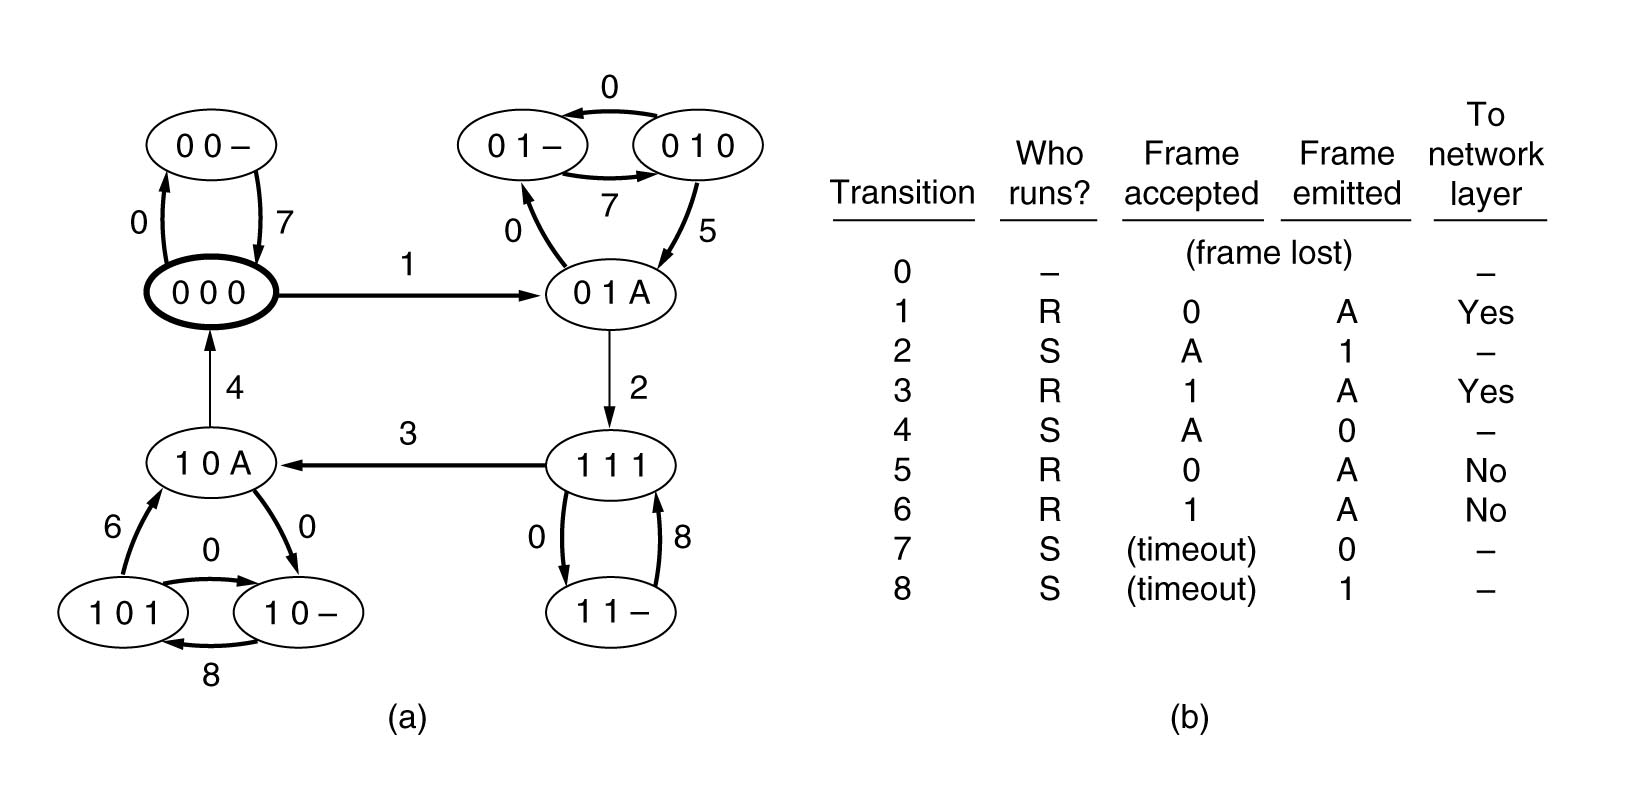 0
0 0 – 0 1 – 0 1 0
0 7 7 0 5
1
0 0 0 0 1 A
4 2
3
1 0 A 1 1 1
6 0 0 8
0
1 0 1 1 0 – 1 1 –
8
(a)
To
Who Frame Frame network
Transition runs? accepted emitted layer
(frame lost)
0 – –
1 R 0 A Yes
2 S A 1 –
3 R 1 A Yes
4 S A 0 –
5 R 0 A No
6 R 1 A No
7 S (timeout) 0 –
8 S (timeout) 1 –
(b)